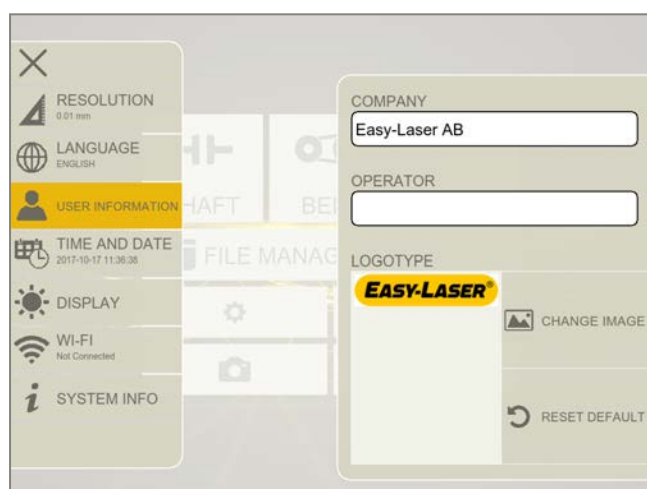 RESOLUTION
0.01 mm
LANGUAGE
ENGLISH
USER INFORMATION
TIME AND DATE
2017-10-17 11:36:38
DISPLAY
WI-FI
Not Connected
SYSTEM INFO
HAFT
BE
FILE MANAG
COMPANY
Easy-Laser AB
OPERATOR
LOGOTYPE
EASY-LASER®
CHANGE IMAGE
RESET DEFAULT